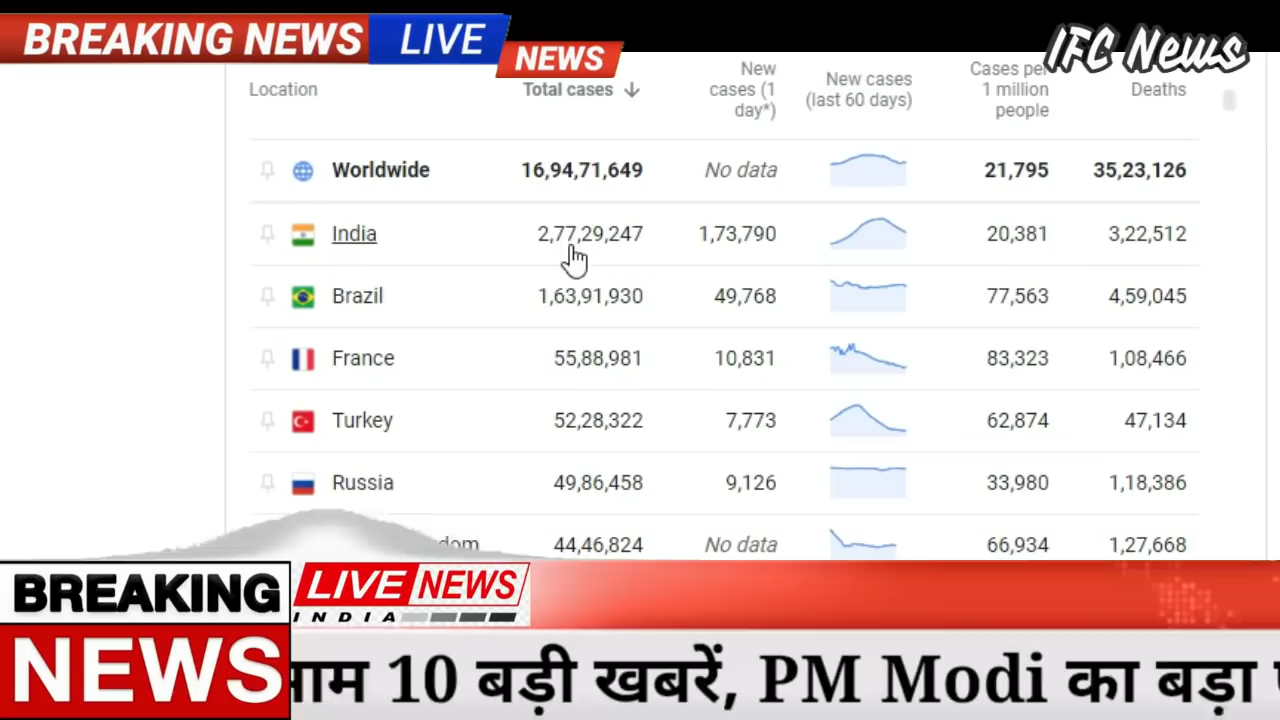 BREAKING NEWS LIVE NEWS
IFC News
Location Total cases New cases (1 day*) New cases (last 60 days) Cases per 1 million people Deaths
Worldwide 16,94,71,649 No data 21,795 35,23,126
India 2,77,29,247 1,73,790 20,381 3,22,512
Brazil 1,63,91,930 49,768 77,563 4,59,045
France 55,88,981 10,831 83,323 1,08,466
Turkey 52,28,322 7,773 62,874 47,134
Russia 49,86,458 9,126 33,980 1,18,386
44,46,824 No data 66,934 1,27,668
BREAKING NEWS
LIVE NEWS
INDIA
10 बड़ी खबरें, PM Modi का बड़ा